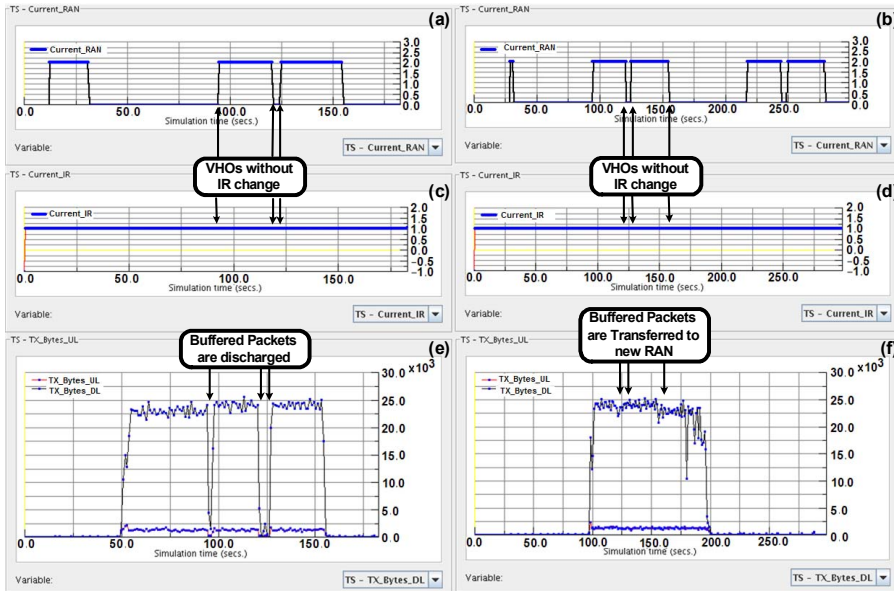 TS - Current_RAN
(a)
Current_RAN
3.0
2.5
2.0
1.5
1.0
0.5
0.0
0.0 50.0 100.0 150.0
Simulation time (secs.)
Variable: TS - Current_RAN
TS - Current_RAN
(b)
Current_RAN
3.0
2.5
2.0
1.5
1.0
0.5
0.0
0.0 50.0 100.0 150.0 200.0 250.0
Simulation time (secs.)
Variable: TS - Current_RAN
VHOs without
IR change
VHOs without
IR change
TS - Current_IR
(c)
Current_IR
2.0
1.5
1.0
0.5
0.0
-0.5
-1.0
0.0 50.0 100.0 150.0
Simulation time (secs.)
Variable: TS - Current_IR
TS - Current_IR
(d)
Current_IR
2.0
1.5
1.0
0.5
0.0
-0.5
-1.0
0.0 50.0 100.0 150.0 200.0 250.0
Simulation time (secs.)
Variable: TS - Current_IR
Buffered Packets
are discharged
Buffered Packets
are Transferred to
new RAN
TS - TX_Bytes_UL
(e)
TX_Bytes_UL
TX_Bytes_DL
30.0 x10³
25.0
20.0
15.0
10.0
5.0
0.0
0.0 50.0 100.0 150.0
Simulation time (secs.)
Variable: TS - TX_Bytes_DL
TS - TX_Bytes_UL
(f)
TX_Bytes_UL
TX_Bytes_DL
30.0 x10³
25.0
20.0
15.0
10.0
5.0
0.0
0.0 50.0 100.0 150.0 200.0 250.0
Simulation time (secs.)
Variable: TS - TX_Bytes_DL